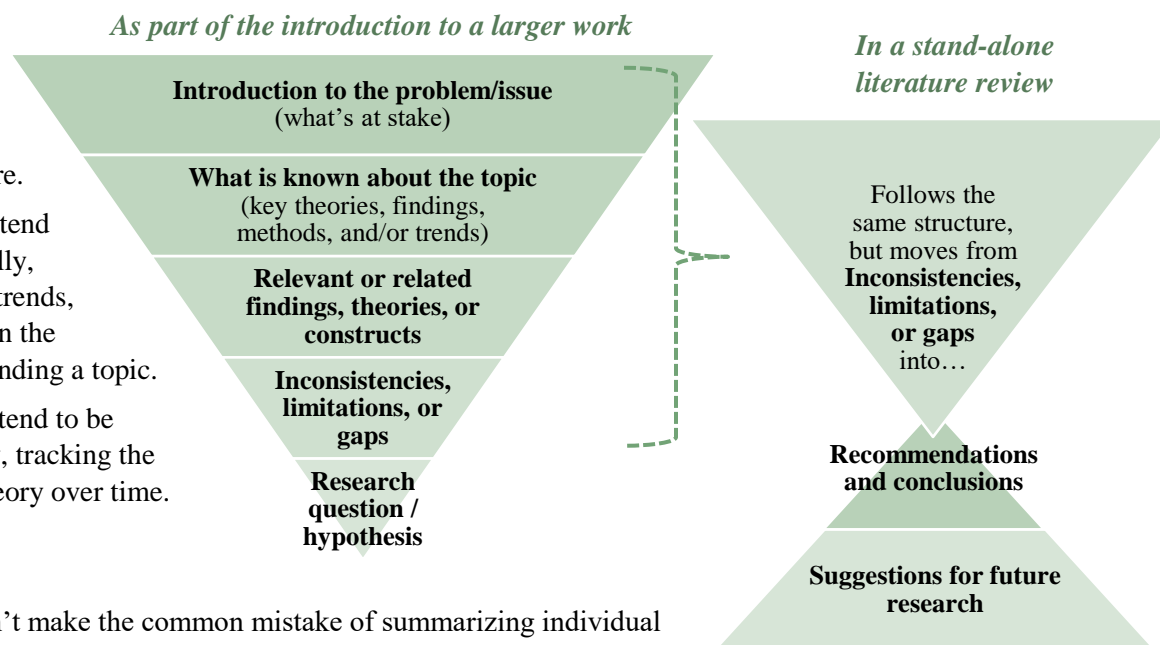 As part of the introduction to a larger work
Introduction to the problem/issue
(what's at stake)
What is known about the topic
(key theories, findings,
methods, and/or trends)
Relevant or related
findings, theories, or
constructs
Inconsistencies,
limitations, or
gaps
Research
question /
hypothesis
In a stand-alone
literature review
Follows the
same structure,
but moves from
Inconsistencies,
limitations,
or gaps
into…
Recommendations
and conclusions
Suggestions for future
research
re.
tend
lly,
trends,
n the
nding a topic.
tend to be
, tracking the
eory over time.
't make the common mistake of summarizing individual